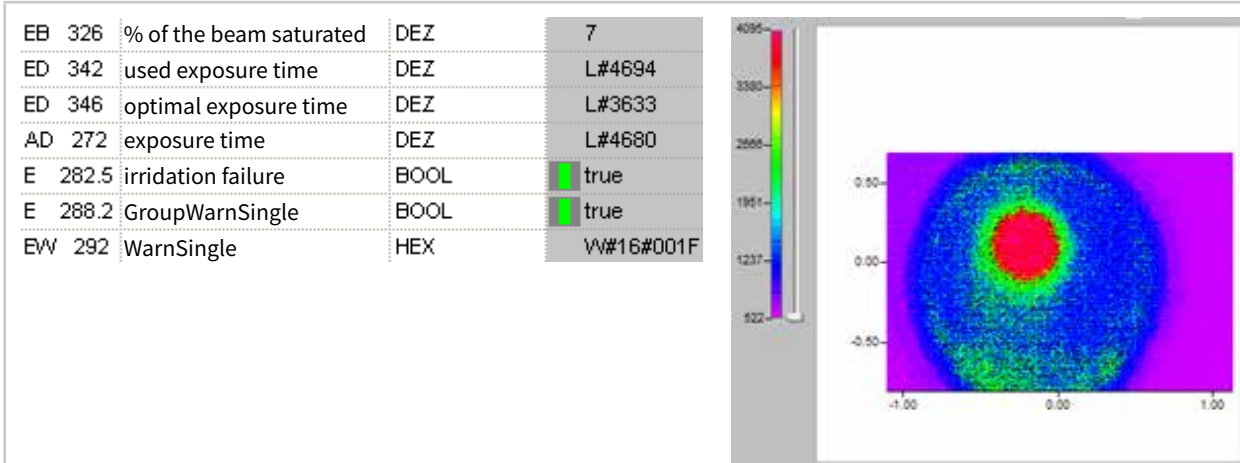 EB 326 % of the beam saturated DEZ 7
ED 342 used exposure time DEZ L#4694
ED 346 optimal exposure time DEZ L#3633
AD 272 exposure time DEZ L#4680
E 282.5 irridation failure BOOL true
E 288.2 GroupWarnSingle BOOL true
EW 292 WarnSingle HEX W#16#001F
4095
1951
1237
522
0.50
0.00
-0.50
-1.00 0.00 1.00